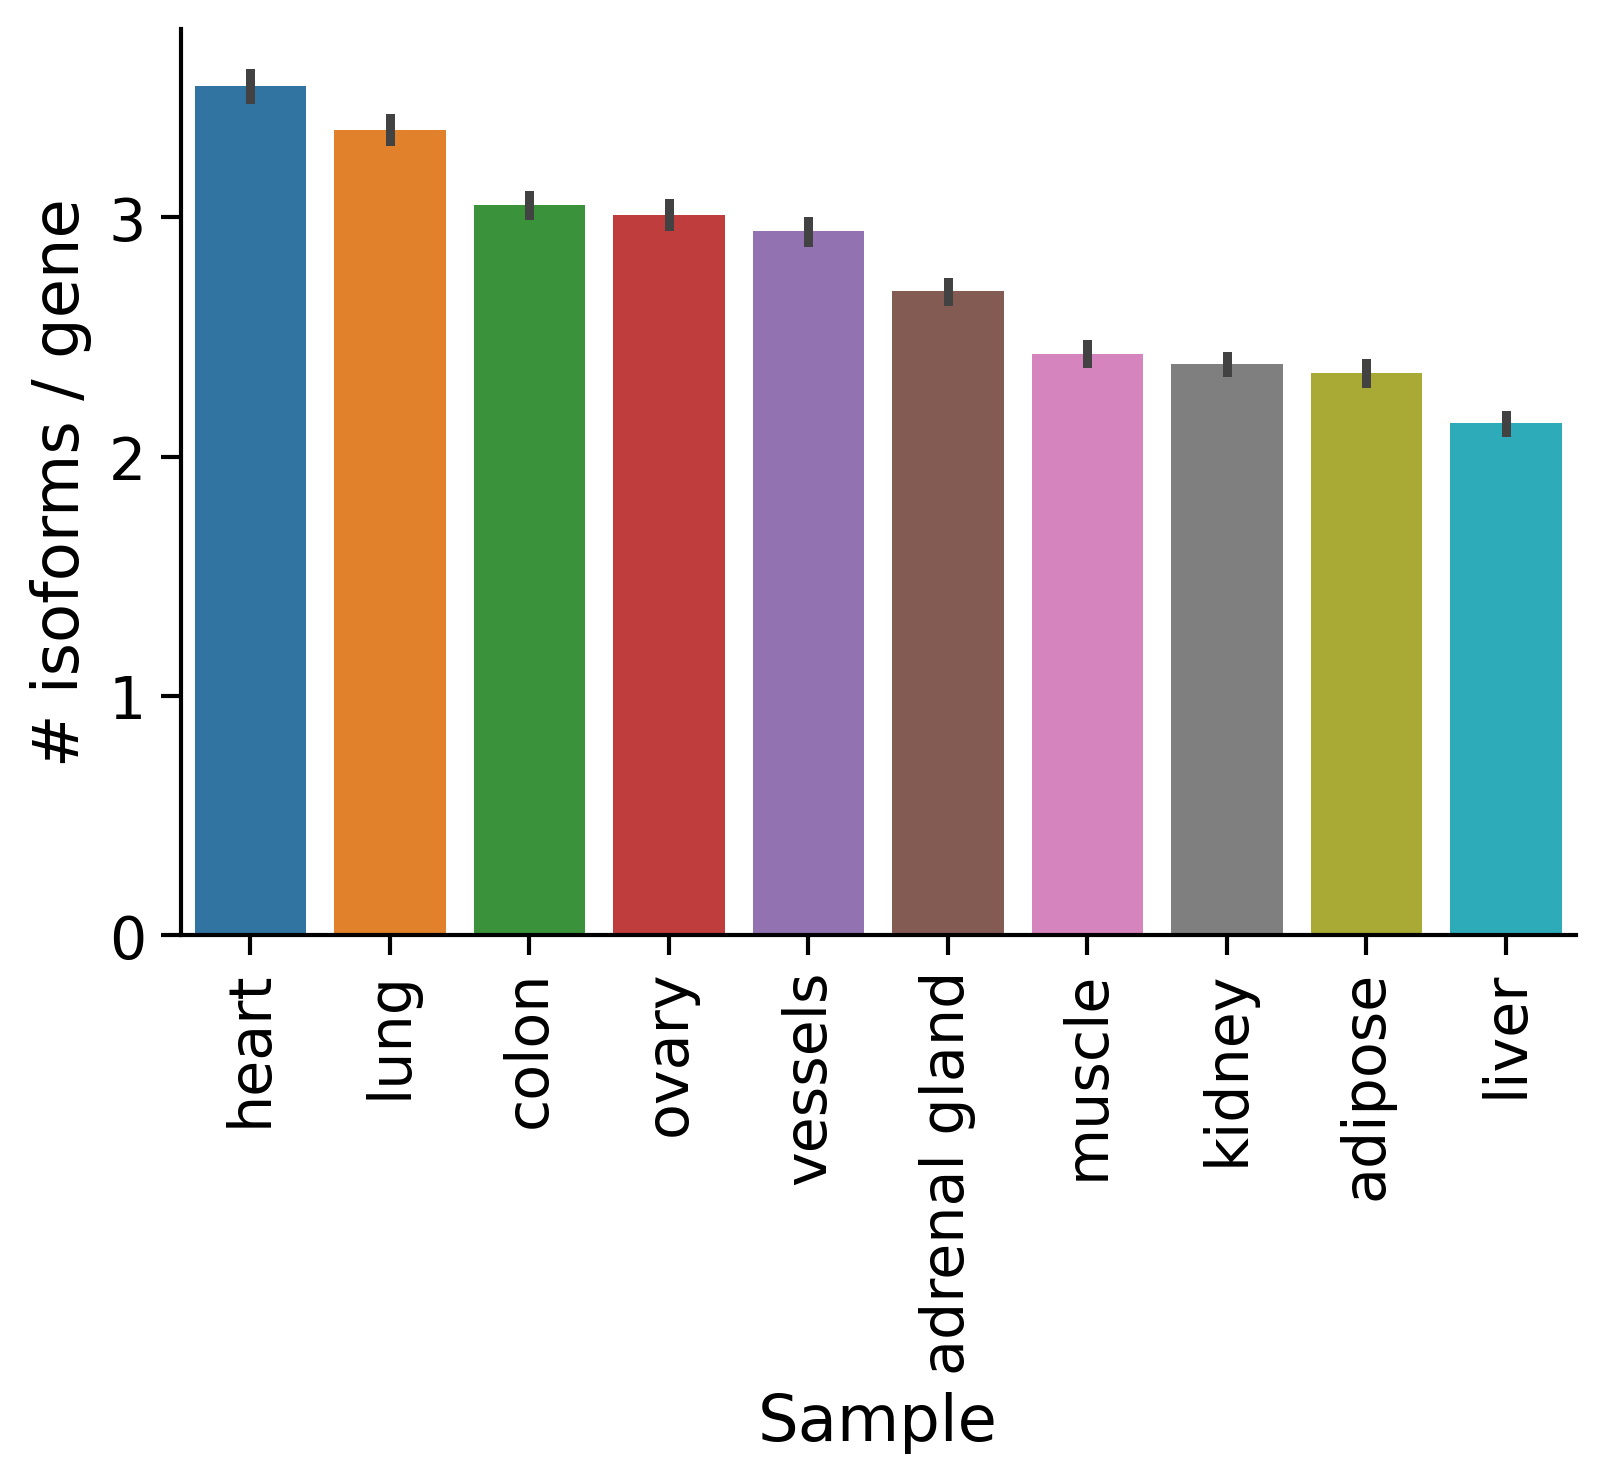 # isoforms / gene
3
2
1
0
heart
lung
colon
ovary
vessels
adrenal gland
muscle
kidney
adipose
liver
Sample